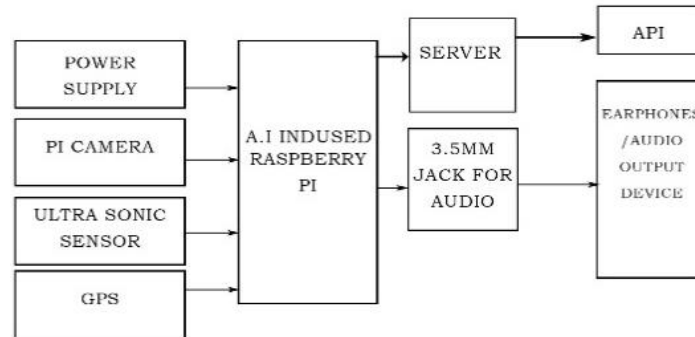 POWER
SUPPLY
PI CAMERA
ULTRA SONIC
SENSOR
GPS
A.I INDUSED
RASPBERRY
PI
SERVER
3.5MM
JACK FOR
AUDIO
API
EARPHONES
/AUDIO
OUTPUT
DEVICE